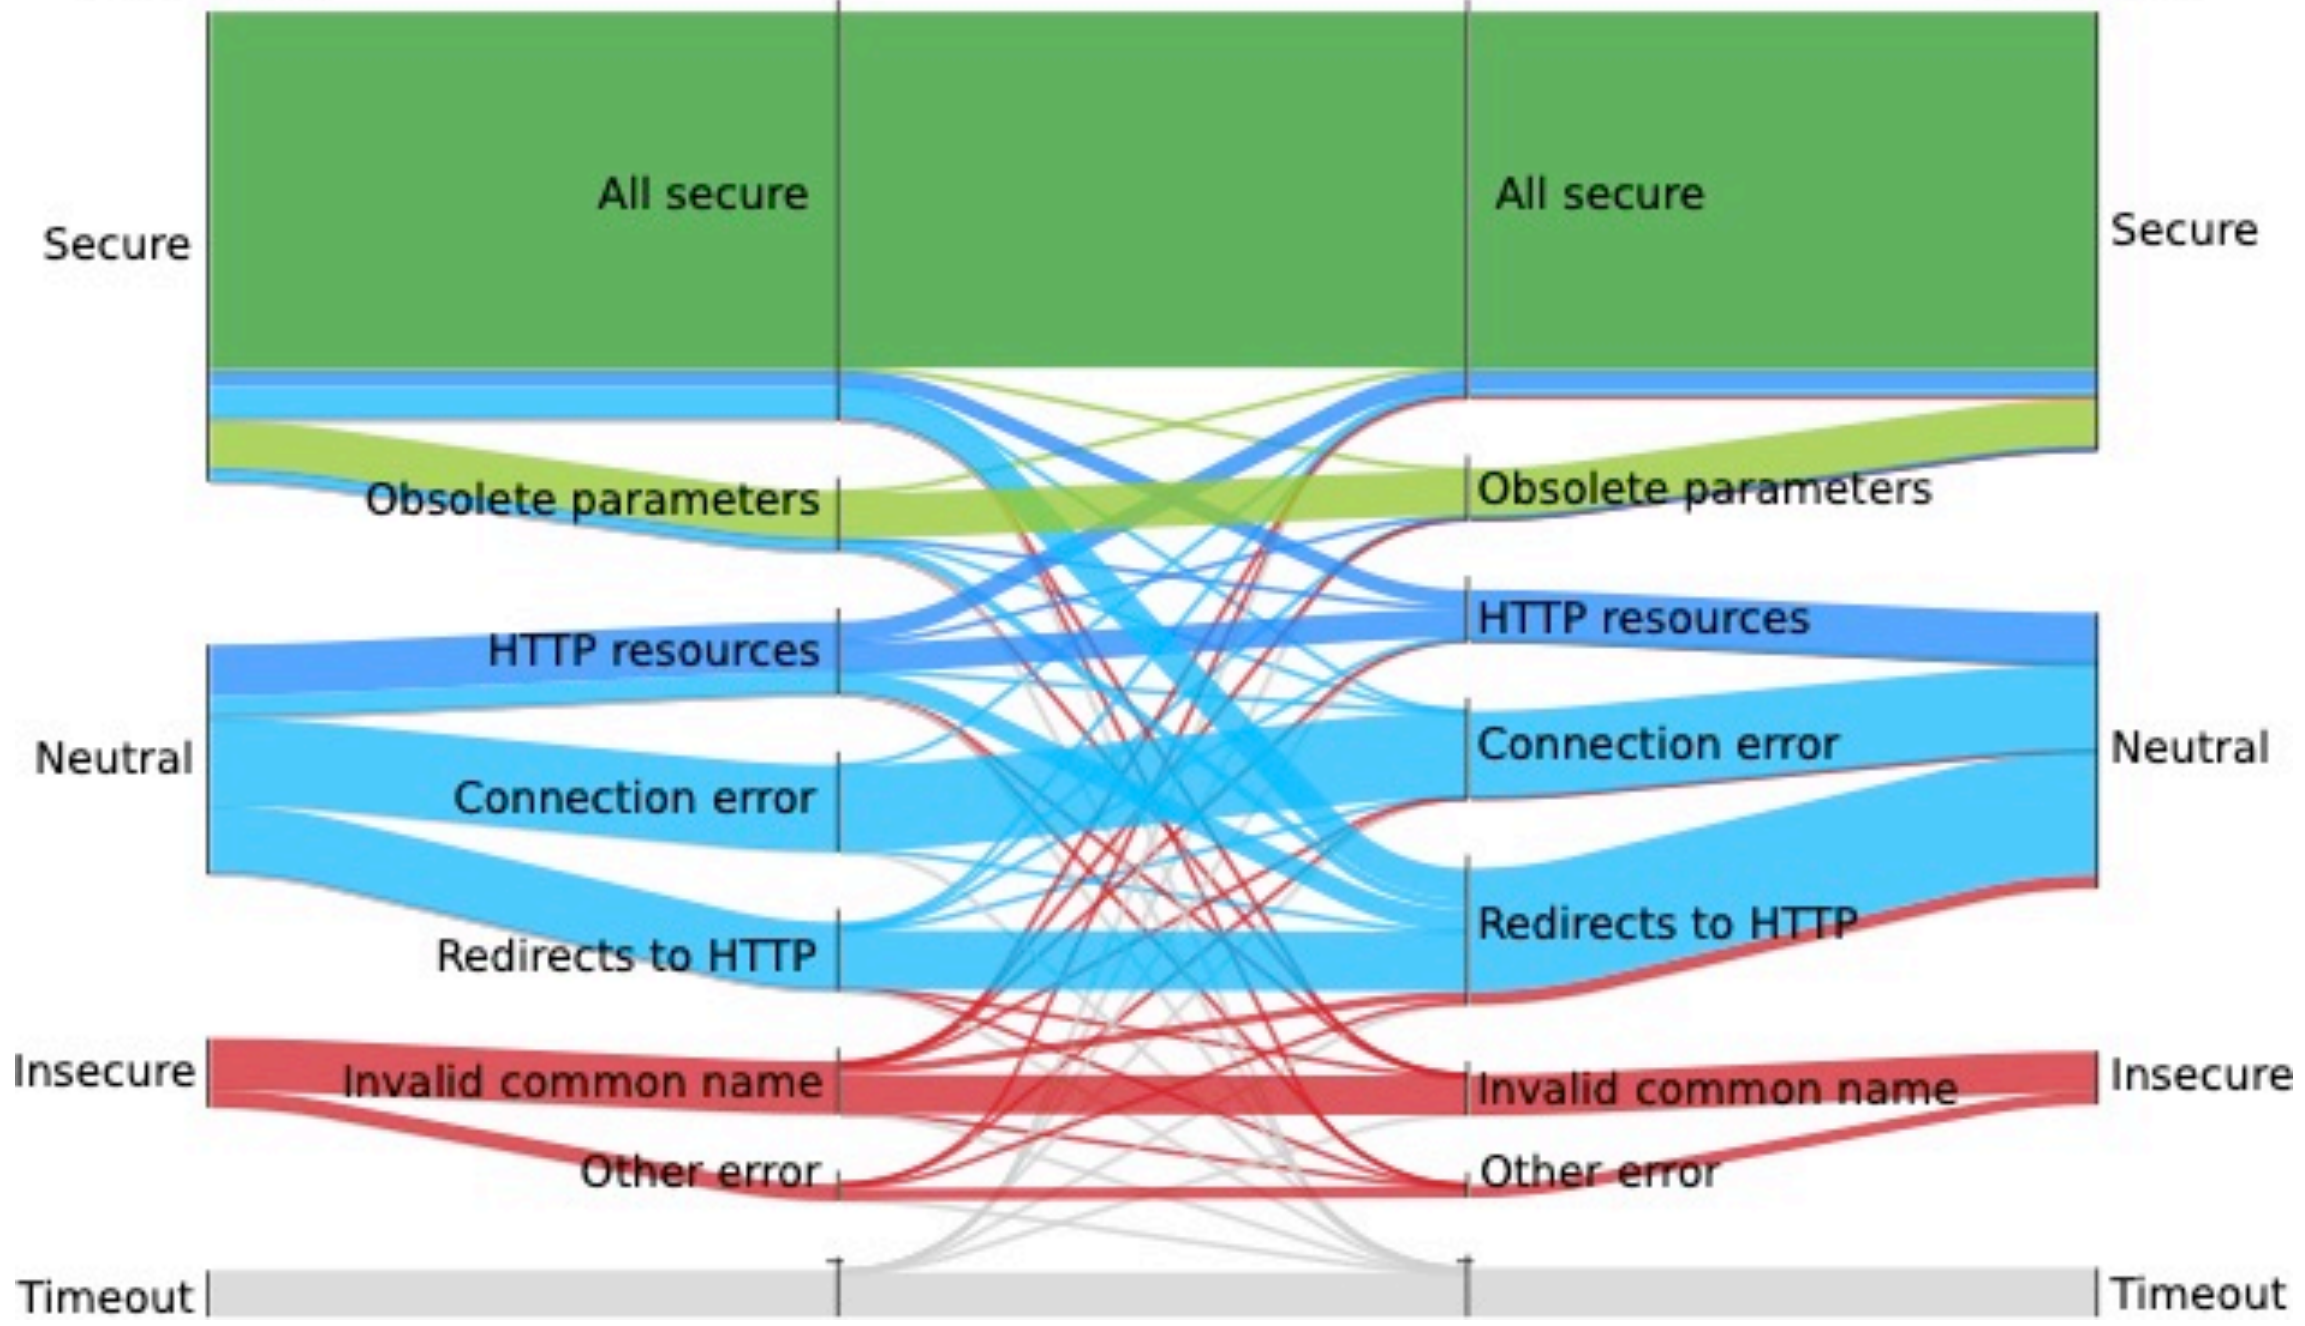 All secure
All secure
Secure
Secure
Obsolete parameters
Obsolete parameters
HTTP resources
HTTP resources
Neutral
Connection error
Connection error
Neutral
Redirects to HTTP
Redirects to HTTP
Insecure
Invalid common name
Invalid common name
Insecure
Other error
Other error
Timeout
Timeout